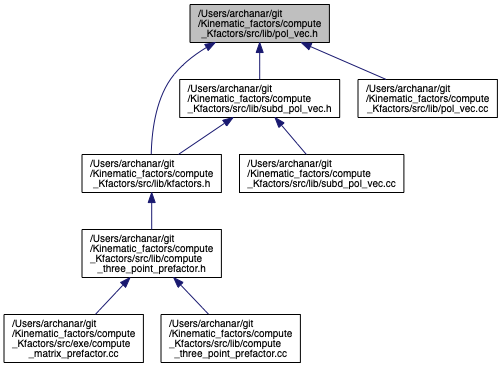 /Users/archanar/git
/Kinematic_factors/compute
_Kfactors/src/lib/pol_vec.h
/Users/archanar/git
/Kinematic_factors/compute
_Kfactors/src/lib/subd_pol_vec.h
/Users/archanar/git
/Kinematic_factors/compute
_Kfactors/src/lib/pol_vec.cc
/Users/archanar/git
/Kinematic_factors/compute
_Kfactors/src/lib/kfactors.h
/Users/archanar/git
/Kinematic_factors/compute
_Kfactors/src/lib/subd_pol_vec.cc
/Users/archanar/git
/Kinematic_factors/compute
_Kfactors/src/lib/compute
_three_point_prefactor.h
/Users/archanar/git
/Kinematic_factors/compute
_Kfactors/src/exe/compute
_matrix_prefactor.cc
/Users/archanar/git
/Kinematic_factors/compute
_Kfactors/src/lib/compute
_three_point_prefactor.cc